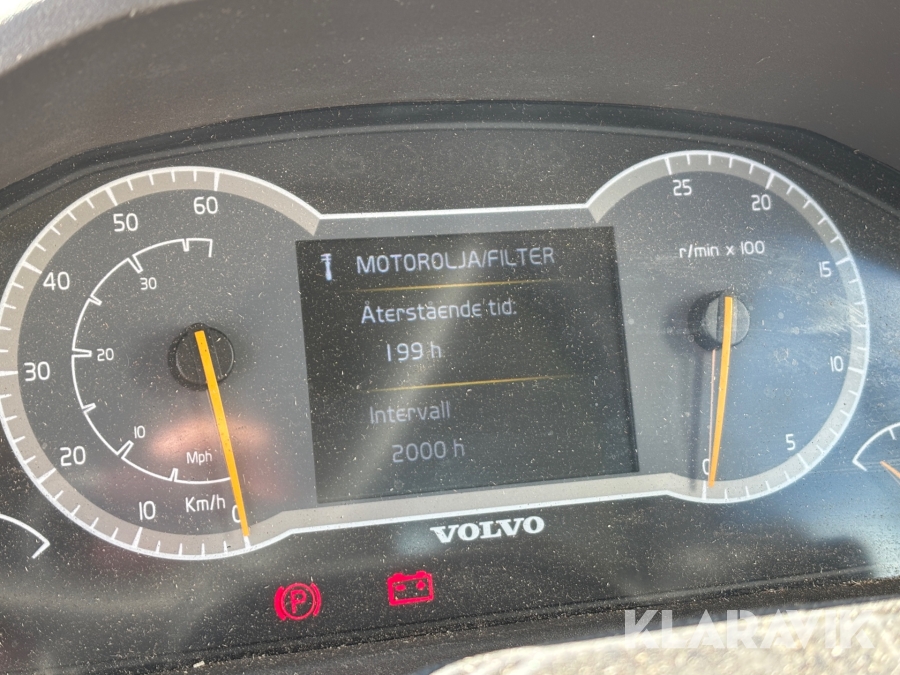 MOTOROLJA/FILTER
Återstående tid:
199 h
Intervall
2000 h
60
50
40
30
20
10
0
Km/h
30
20
10
Mph
25
20
15
10
5
0
r/min x 100
VOLVO
P
KLARAVIK